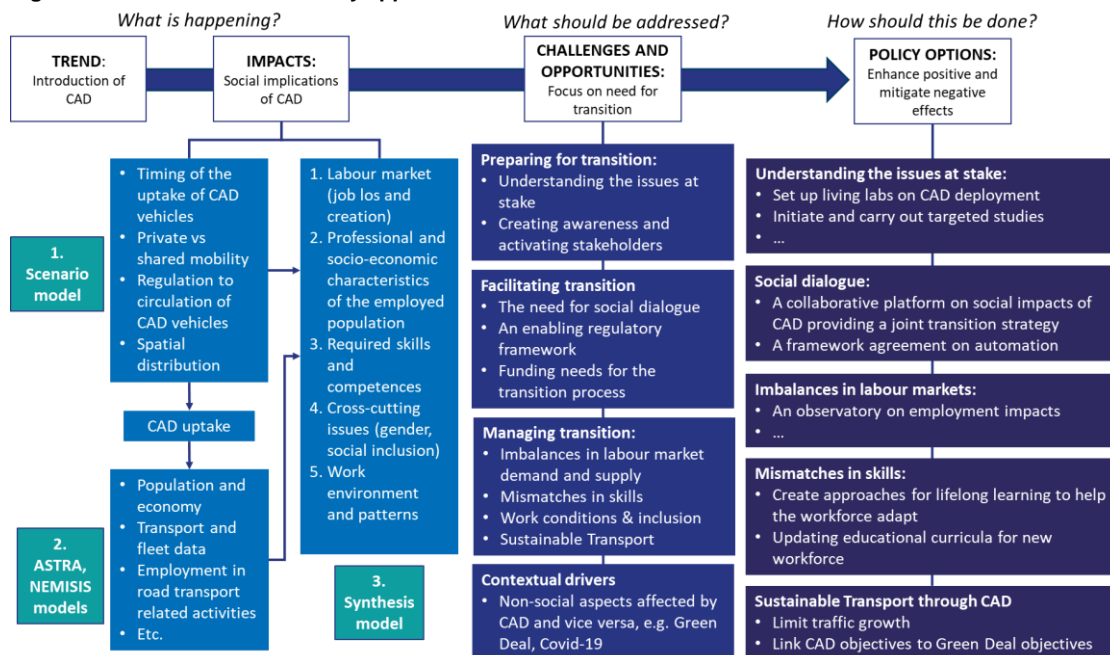 What is happening?
What should be addressed?
How should this be done?
TREND:
Introduction of
CAD
IMPACTS:
Social implications
of CAD
CHALLENGES AND
OPPORTUNITIES:
Focus on need for
transition
POLICY OPTIONS:
Enhance positive and
mitigate negative
effects
1.
Scenario
model
• Timing of the
uptake of CAD
vehicles
• Private vs
shared mobility
• Regulation to
circulation of
CAD vehicles
• Spatial
distribution
CAD uptake
2.
ASTRA,
NEMISIS
models
• Population and
economy
• Transport and
fleet data
• Employment in
road transport
related activities
• Etc.
1. Labour market
(job los and
creation)
2. Professional and
socio-economic
characteristics
of the employed
population
3. Required skills
and
competences
4. Cross-cutting
issues (gender,
social inclusion)
5. Work
environment
and patterns
3.
Synthesis
model
Preparing for transition:
• Understanding the issues at
stake
• Creating awareness and
activating stakeholders
Facilitating transition
• The need for social dialogue
• An enabling regulatory
framework
• Funding needs for the
transition process
Managing transition:
• Imbalances in labour market
demand and supply
• Mismatches in skills
• Work conditions & inclusion
• Sustainable Transport
Contextual drivers
• Non-social aspects affected by
CAD and vice versa, e.g. Green
Deal, Covid-19
Understanding the issues at stake:
• Set up living labs on CAD deployment
• Initiate and carry out targeted studies
• ...
Social dialogue:
• A collaborative platform on social impacts of
CAD providing a joint transition strategy
• A framework agreement on automation
Imbalances in labour markets:
• An observatory on employment impacts
• ...
Mismatches in skills:
• Create approaches for lifelong learning to help
the workforce adapt
• Updating educational curricula for new
workforce
Sustainable Transport through CAD
• Limit traffic growth
• Link CAD objectives to Green Deal objectives